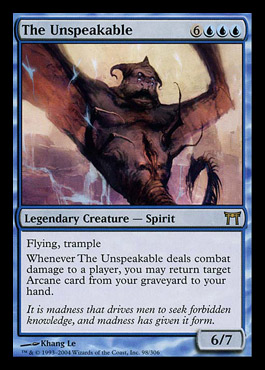 The Unspeakable 6
Legendary Creature — Spirit
Flying, trample
Whenever The Unspeakable deals combat
damage to a player, you may return target
Arcane card from your graveyard to your
hand.
It is madness that drives men to seek forbidden
knowledge, and madness has given it form.
Khang Le
™ & © 1993–2004 Wizards of the Coast, Inc. 98/306
6/7